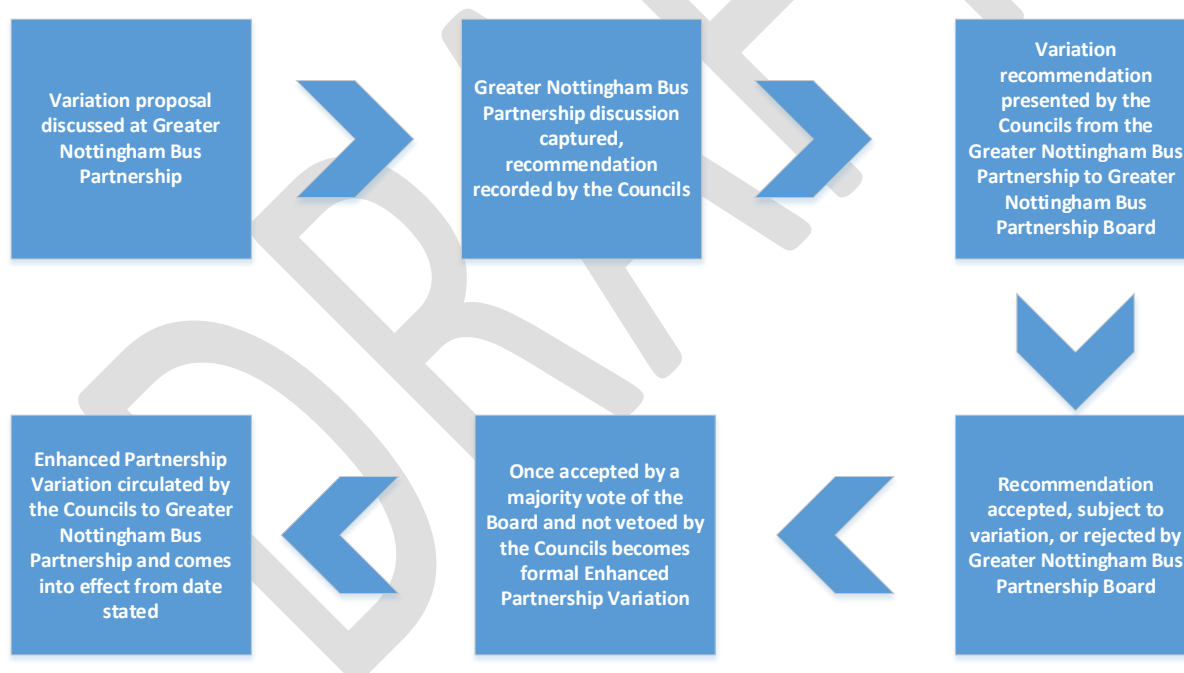 Variation proposal
discussed at Greater
Nottingham Bus
Partnership
Greater Nottingham Bus
Partnership discussion
captured,
recommendation
recorded by the Councils
Variation
recommendation
presented by the
Councils from the
Greater Nottingham Bus
Partnership to Greater
Nottingham Bus
Partnership Board
Recommendation
accepted, subject to
variation, or rejected by
Greater Nottingham Bus
Partnership Board
Once accepted by a
majority vote of the
Board and not vetoed by
the Councils becomes
formal Enhanced
Partnership Variation
Enhanced Partnership
Variation circulated by
the Councils to Greater
Nottingham Bus
Partnership and comes
into effect from date
stated